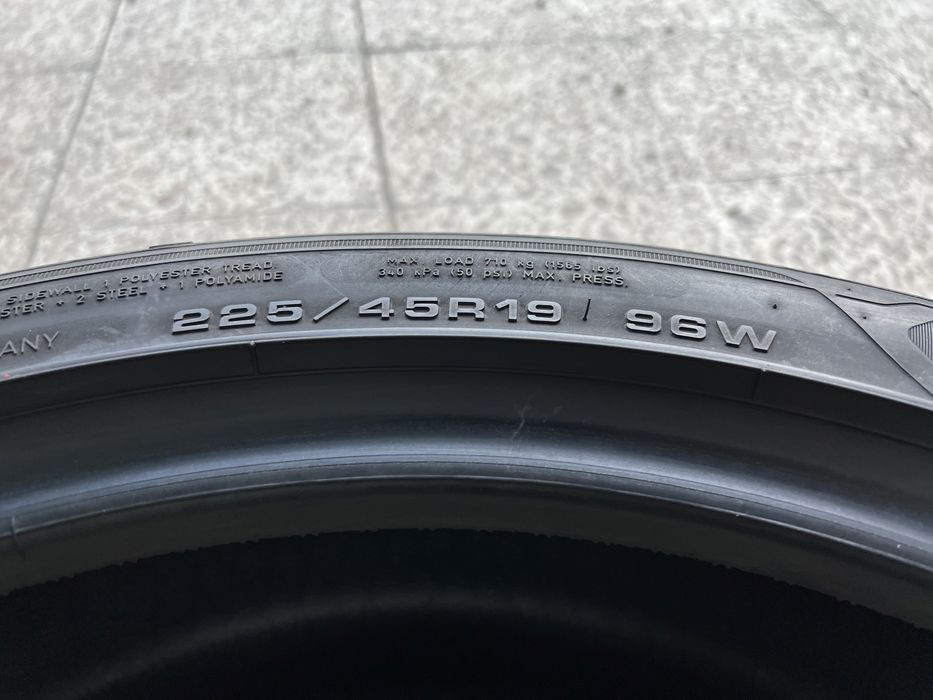 SIDEWALL 1 POLYESTER TREAD.
STER + 2 STEEL + 1 POLYAMIDE
MAX. LOAD 710 kg (1565 lbs)
340 kPa (50 psi) MAX. PRESS.
ANY
225/45R19 96W